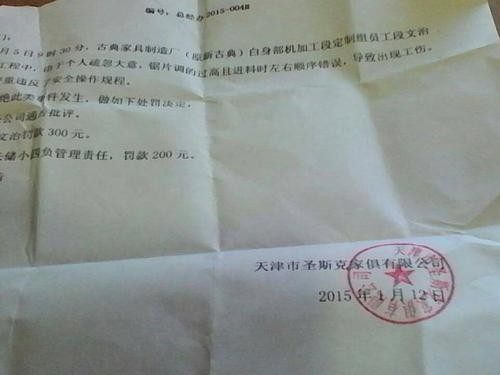 编号：总经办2015-004H
门：
月5日9时30分，古典家具制造厂（原新古典）白身部机加工段定制组员工段文治
工程中，由于个人疏忽大意，锯片调的过高且进料时左右顺序错误，导致出现工伤。
重违反了安全操作规程。
绝此类事件发生，做如下处罚决定，
公司通告批评。
文治罚款300元。
储小四负管理责任，罚款200元。
天津市圣斯克家俱有限公司
2015年1月12日